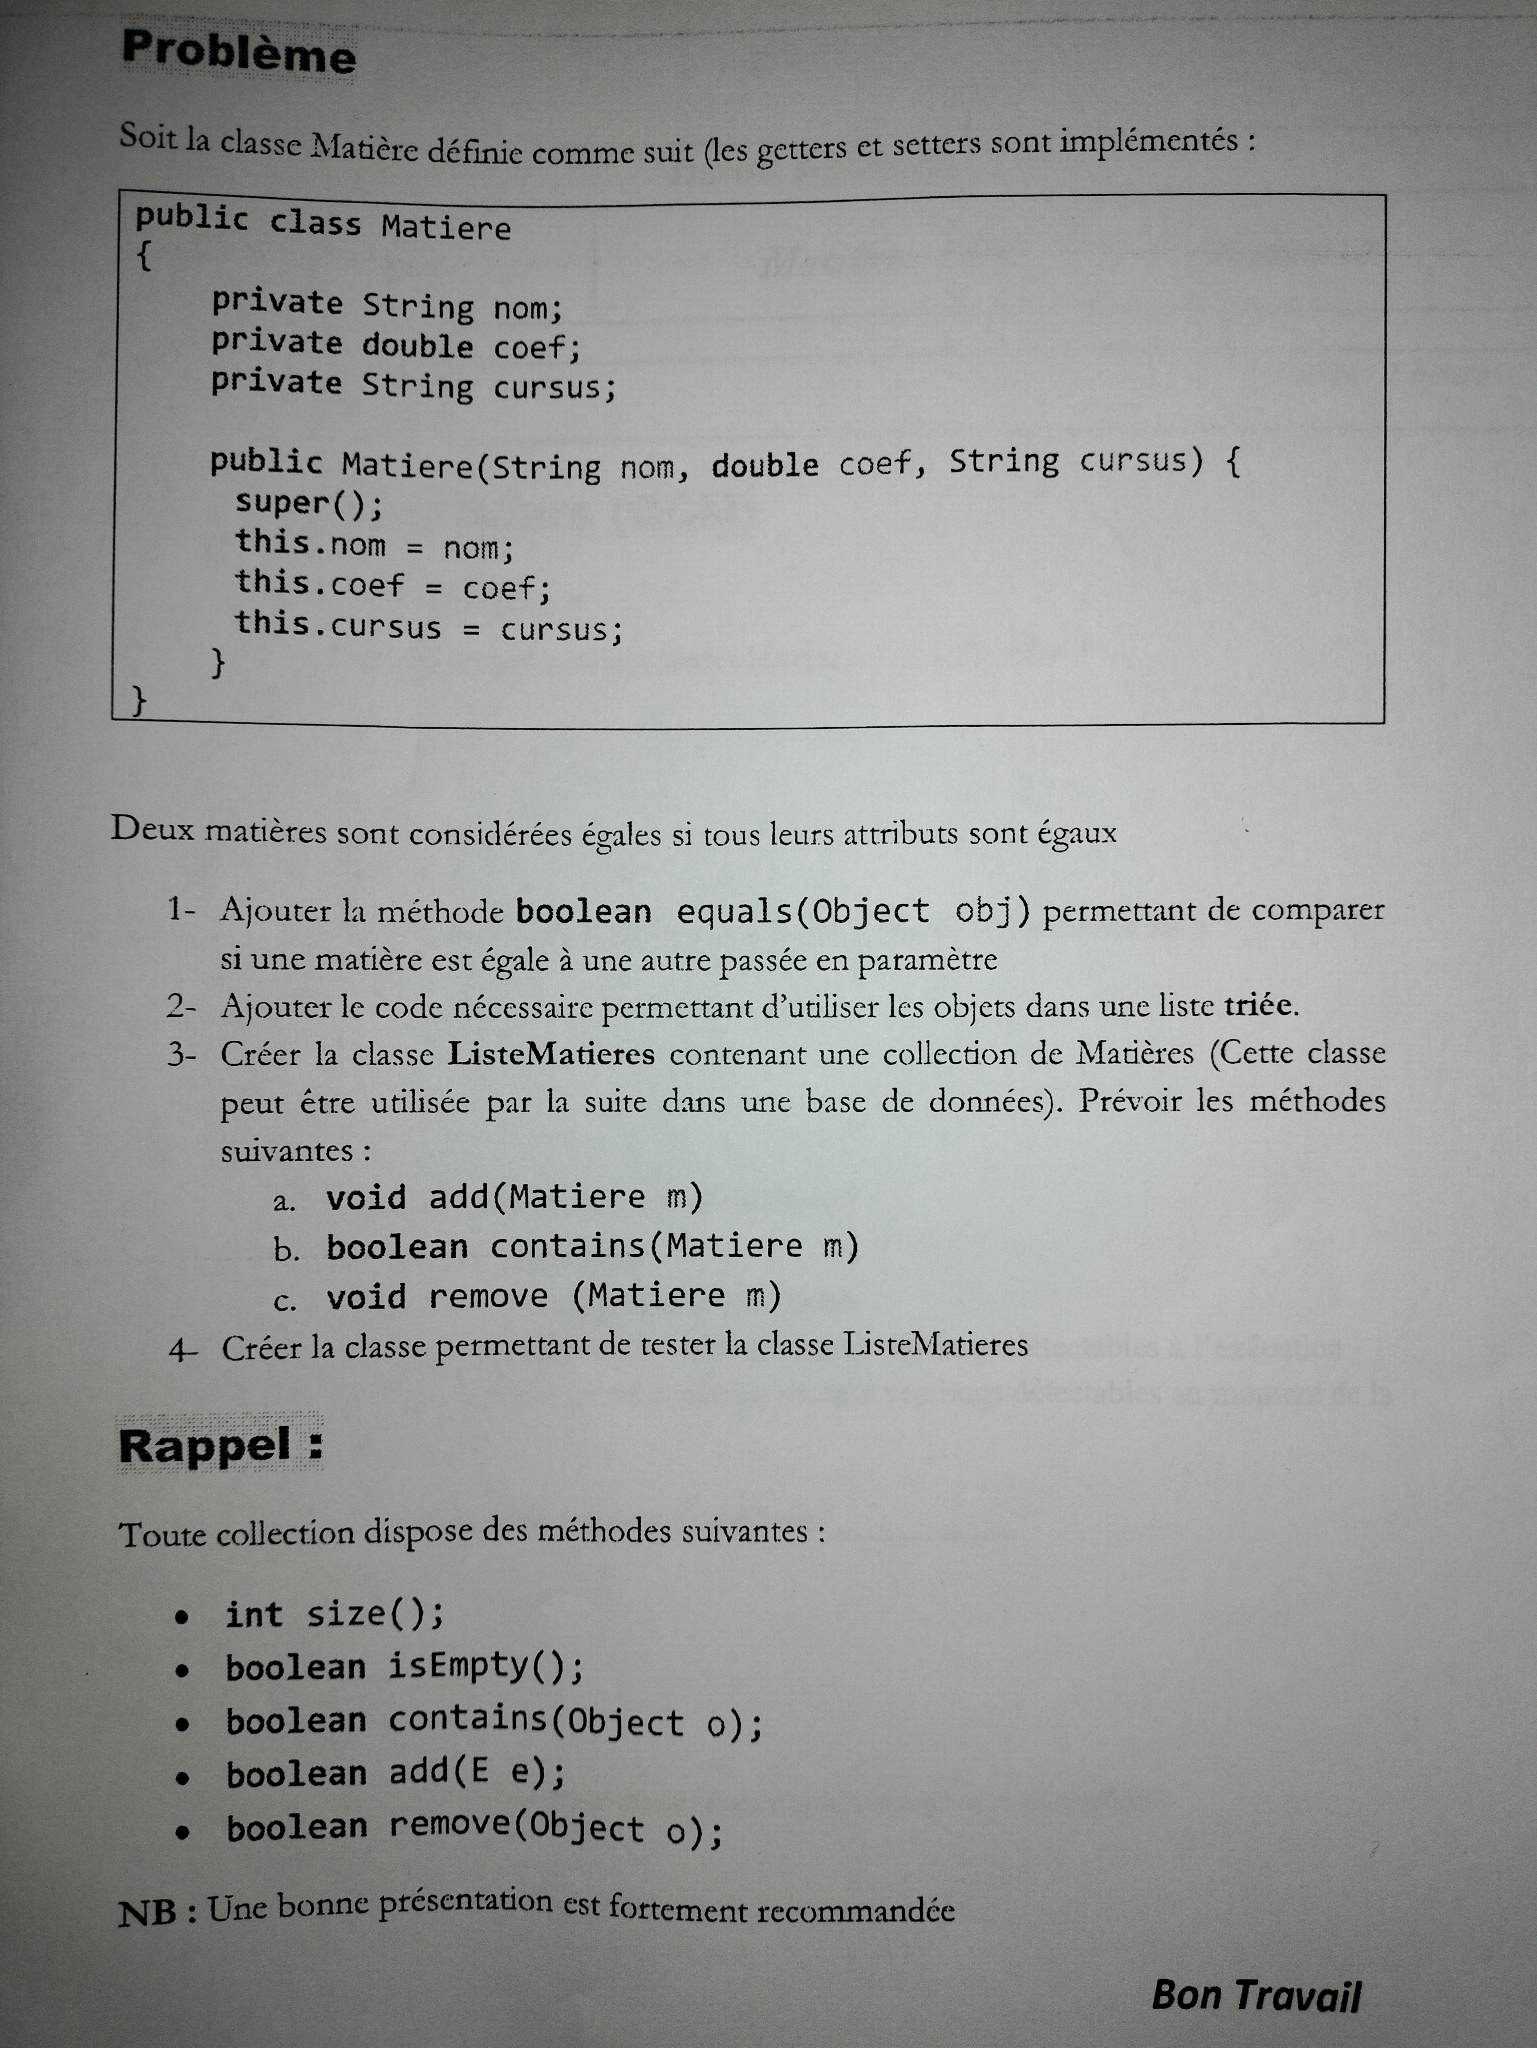 Problème
Soit la classe Matière définie comme suit (les getters et setters sont implémentés :
public class Matiere
{
private String nom;
private double coef;
private String cursus;
public Matiere(String nom, double coef, String cursus) {
super();
this.nom = nom;
this.coef = coef;
this.cursus = cursus;
}
}
Deux matières sont considérées égales si tous leurs attributs sont égaux
1- Ajouter la méthode boolean equals(Object obj) permettant de comparer
si une matière est égale à une autre passée en paramètre
2- Ajouter le code nécessaire permettant d'utiliser les objets dans une liste triée.
3- Créer la classe ListeMatieres contenant une collection de Matières (Cette classe
peut être utilisée par la suite dans une base de données). Prévoir les méthodes
suivantes :
a. void add(Matiere m)
b. boolean contains(Matiere m)
c. void remove (Matiere m)
4- Créer la classe permettant de tester la classe ListeMatieres
Rappel :
Toute collection dispose des méthodes suivantes :
• int size();
• boolean isEmpty();
• boolean contains(Object o);
• boolean add(E e);
• boolean remove(Object o);
NB : Une bonne présentation est fortement recommandée
Bon Travail